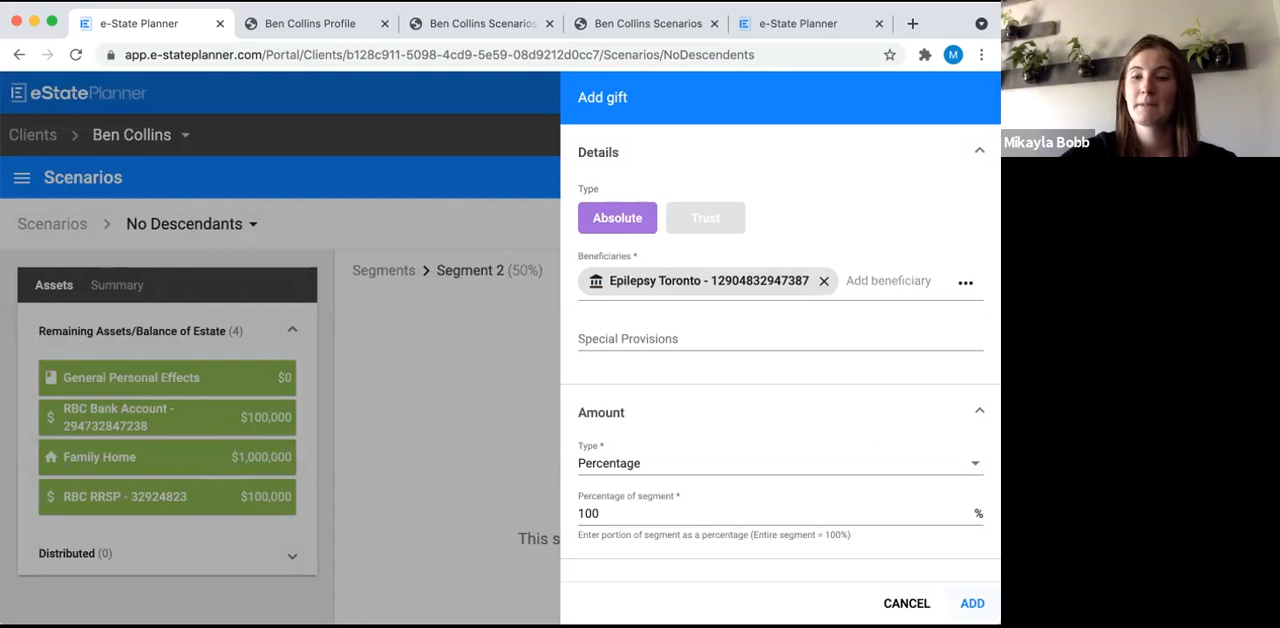 e-State Planner
Ben Collins Profile
Ben Collins Scenarios
Ben Collins Scenarios
e-State Planner
app.e-stateplanner.com/Portal/Clients/b128c911-5098-4cd9-5e59-08d9212d0cc7/Scenarios/NoDescendents
M
eStatePlanner
Clients > Ben Collins
Scenarios
Scenarios > No Descendants
Assets Summary
Remaining Assets/Balance of Estate (4)
General Personal Effects $0
RBC Bank Account -
294732847238 $100,000
Family Home $1,000,000
RBC RRSP - 32924823 $100,000
Distributed (0)
Segments > Segment 2 (50%)
This s
Add gift
Details
Type
Absolute Trust
Beneficiaries *
Epilepsy Toronto - 12904832947387 Add beneficiary
Special Provisions
Amount
Type *
Percentage
Percentage of segment *
100 %
Enter portion of segment as a percentage (Entire segment = 100%)
CANCEL ADD
Mikayla Bobb